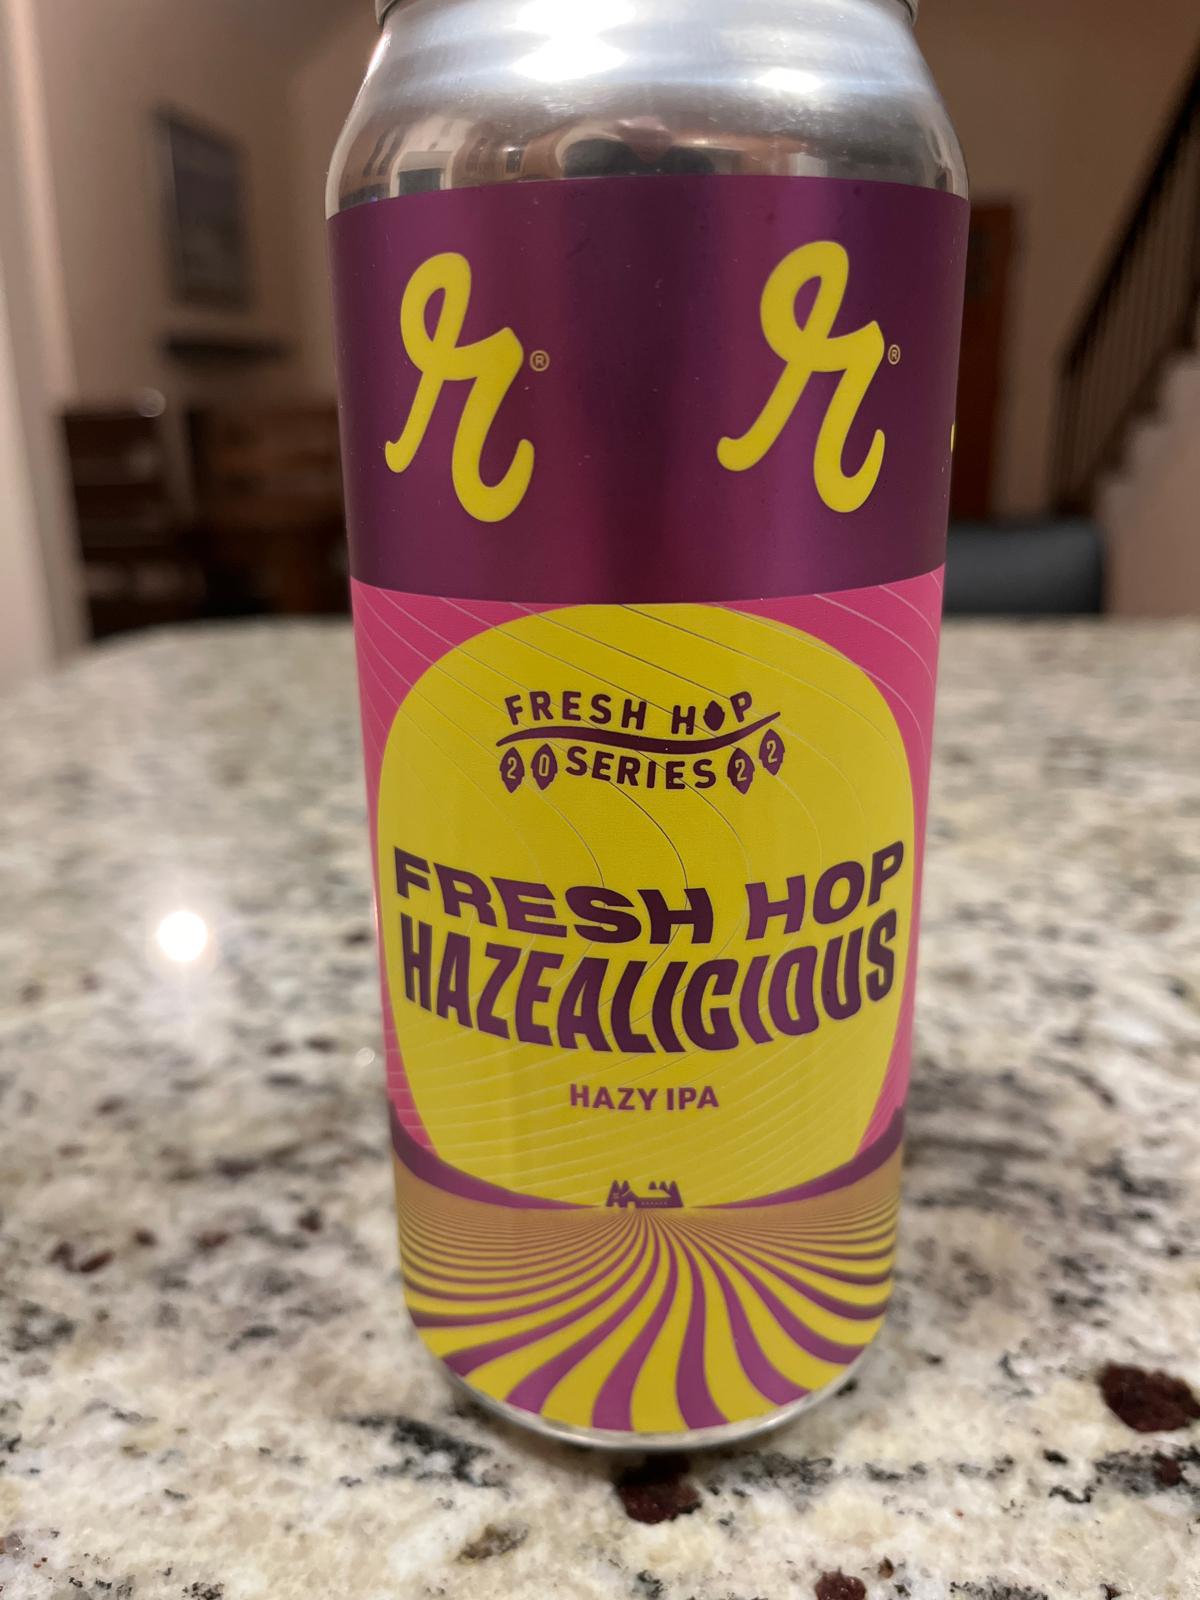 r® r®
FRESH HOP
20 SERIES 22
FRESH HOP
HAZEALICIOUS
HAZY IPA